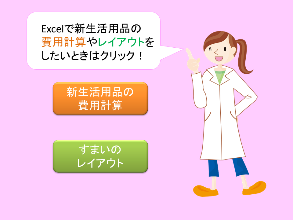 Excelで新生活用品の
費用計算やレイアウトを
したいときはクリック！
新生活用品の
費用計算
すまいの
レイアウト